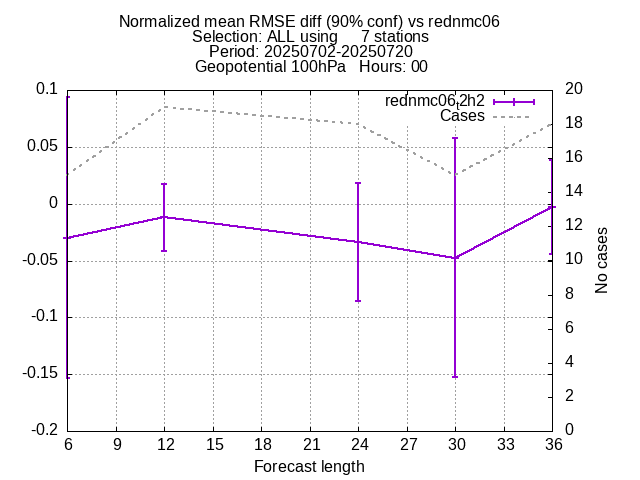 Normalized mean RMSE diff (90% conf) vs rednmc06
Selection: ALL using 7 stations
Period: 20250702-20250720
Geopotential 100hPa Hours: 00
0.1
0.05
0
-0.05
-0.1
-0.15
-0.2
rednmc06t2h2
Cases
20
18
16
14
12
10
8
6
4
2
0
No cases
6 9 12 15 18 21 24 27 30 33 36
Forecast length